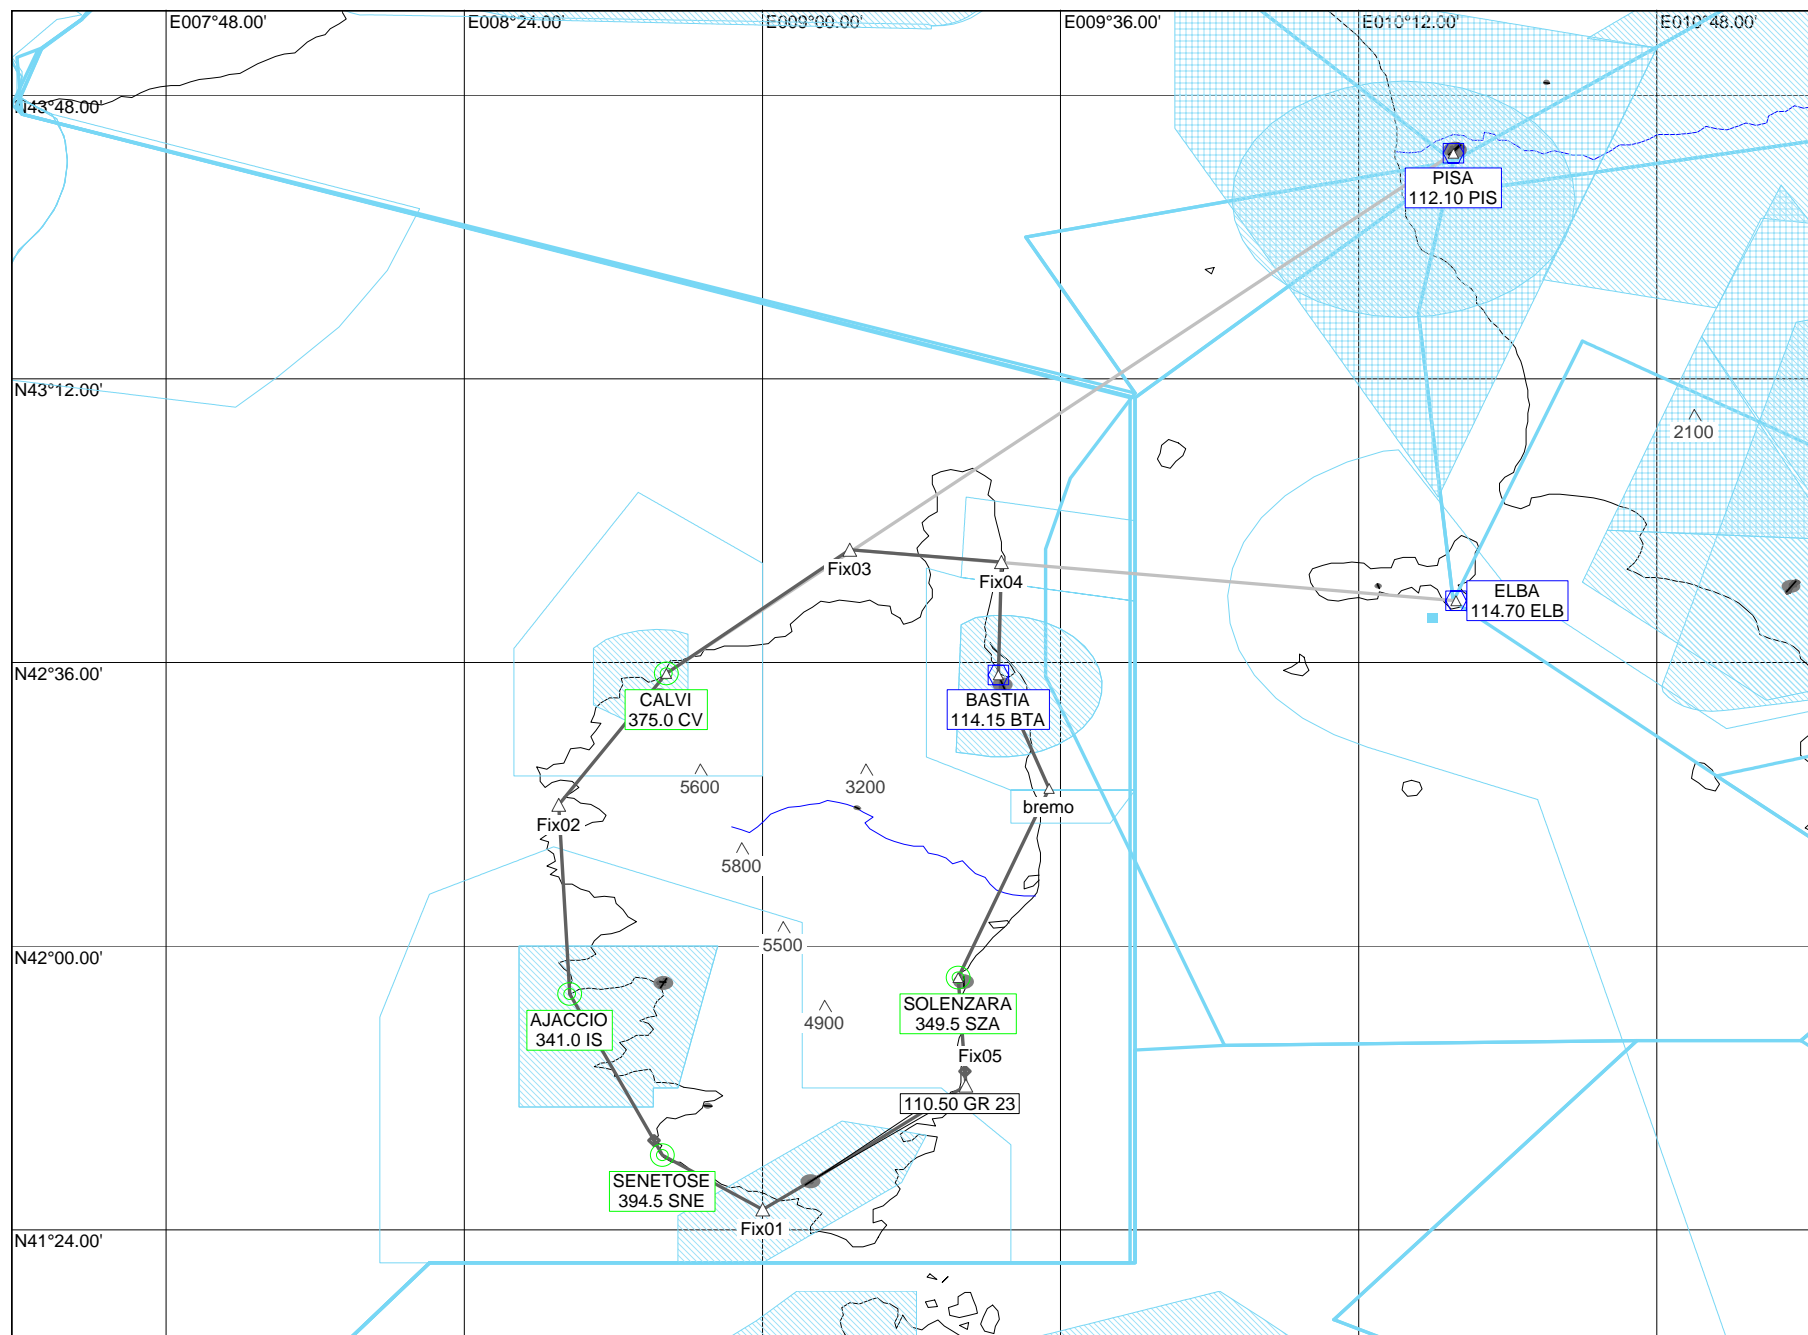 E007°48.00'
E008°24.00'
E009°00.00'
E009°36.00'
E010°12.00'
E010°48.00'
N43°48.00'
PISA
112.10 PIS
N43°12.00'
2100
Fix03
Fix04
ELBA
114.70 ELB
N42°36.00'
CALVI
375.0 CV
BASTIA
114.15 BTA
5600
3200
bremo
Fix02
5800
5500
N42°00.00'
SOLENZARA
349.5 SZA
AJACCIO
341.0 IS
4900
Fix05
110.50 GR 23
SENETOSE
394.5 SNE
Fix01
N41°24.00'